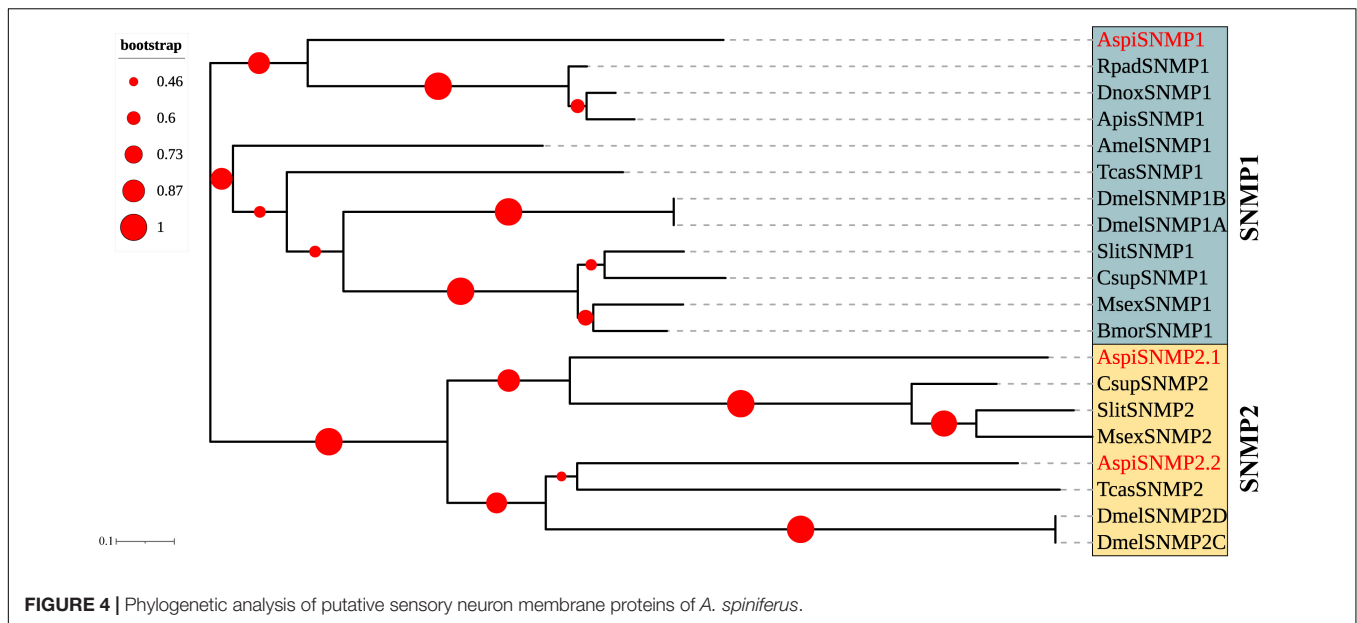 bootstrap
0.46
0.6
0.73
0.87
1
AspiSNMP1
RpadSNMP1
DnoxSNMP1
ApisSNMP1
AmelSNMP1
TcasSNMP1
DmelSNMP1B
DmelSNMP1A
SlitSNMP1
CsupSNMP1
MsexSNMP1
BmorSNMP1
SNMP1
AspiSNMP2.1
CsupSNMP2
SlitSNMP2
MsexSNMP2
AspiSNMP2.2
TcasSNMP2
DmelSNMP2D
DmelSNMP2C
SNMP2
0.1
FIGURE 4 | Phylogenetic analysis of putative sensory neuron membrane proteins of A. spiniferus.